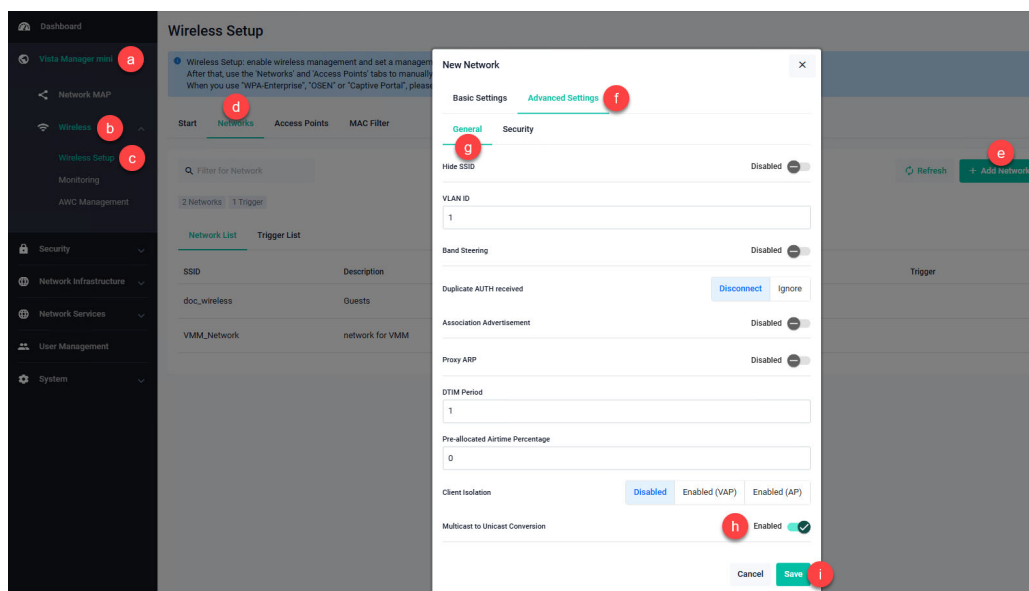 Dashboard
Vista Manager mini
a
Network MAP
Wireless
b
Wireless Setup
c
Monitoring
AWC Management
Security
Network Infrastructure
Network Services
User Management
System
Wireless Setup
Wireless Setup: enable wireless management and set a managem
After that, use the 'Networks' and 'Access Points' tabs to manually
When you use "WPA-Enterprise", "OSEN" or "Captive Portal", please
d
Start Networks Access Points MAC Filter
Filter for Network
Refresh
e
+ Add Network
2 Networks 1 Trigger
Network List Trigger List
SSID Description Trigger
doc_wireless Guests
VMM_Network network for VMM
New Network
Basic Settings Advanced Settings
f
General Security
g
Hide SSID Disabled
VLAN ID
1
Band Steering Disabled
Duplicate AUTH received Disconnect Ignore
Association Advertisement Disabled
Proxy ARP Disabled
DTIM Period
1
Pre-allocated Airtime Percentage
0
Client Isolation Disabled Enabled (VAP) Enabled (AP)
Multicast to Unicast Conversion h Enabled
Cancel Save
i